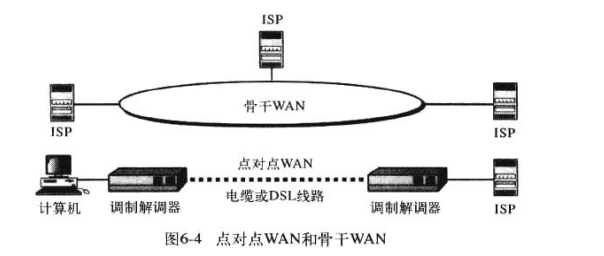 ISP
骨干WAN
ISP
ISP
点对点WAN
电缆或DSL线路
计算机
调制解调器
调制解调器
ISP
图6-4 点对点WAN和骨干WAN